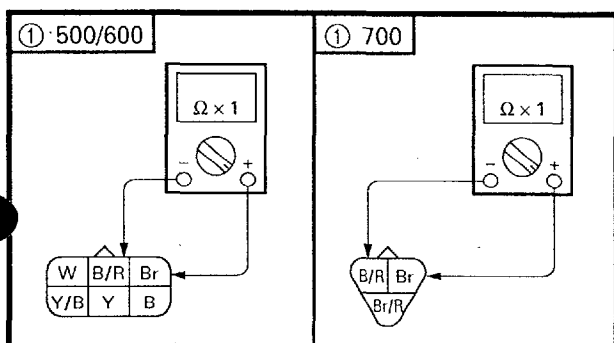 ① 500/600
Ω × 1
− +
W B/R Br
Y/B Y B
① 700
Ω × 1
− +
B/R Br
Br/R